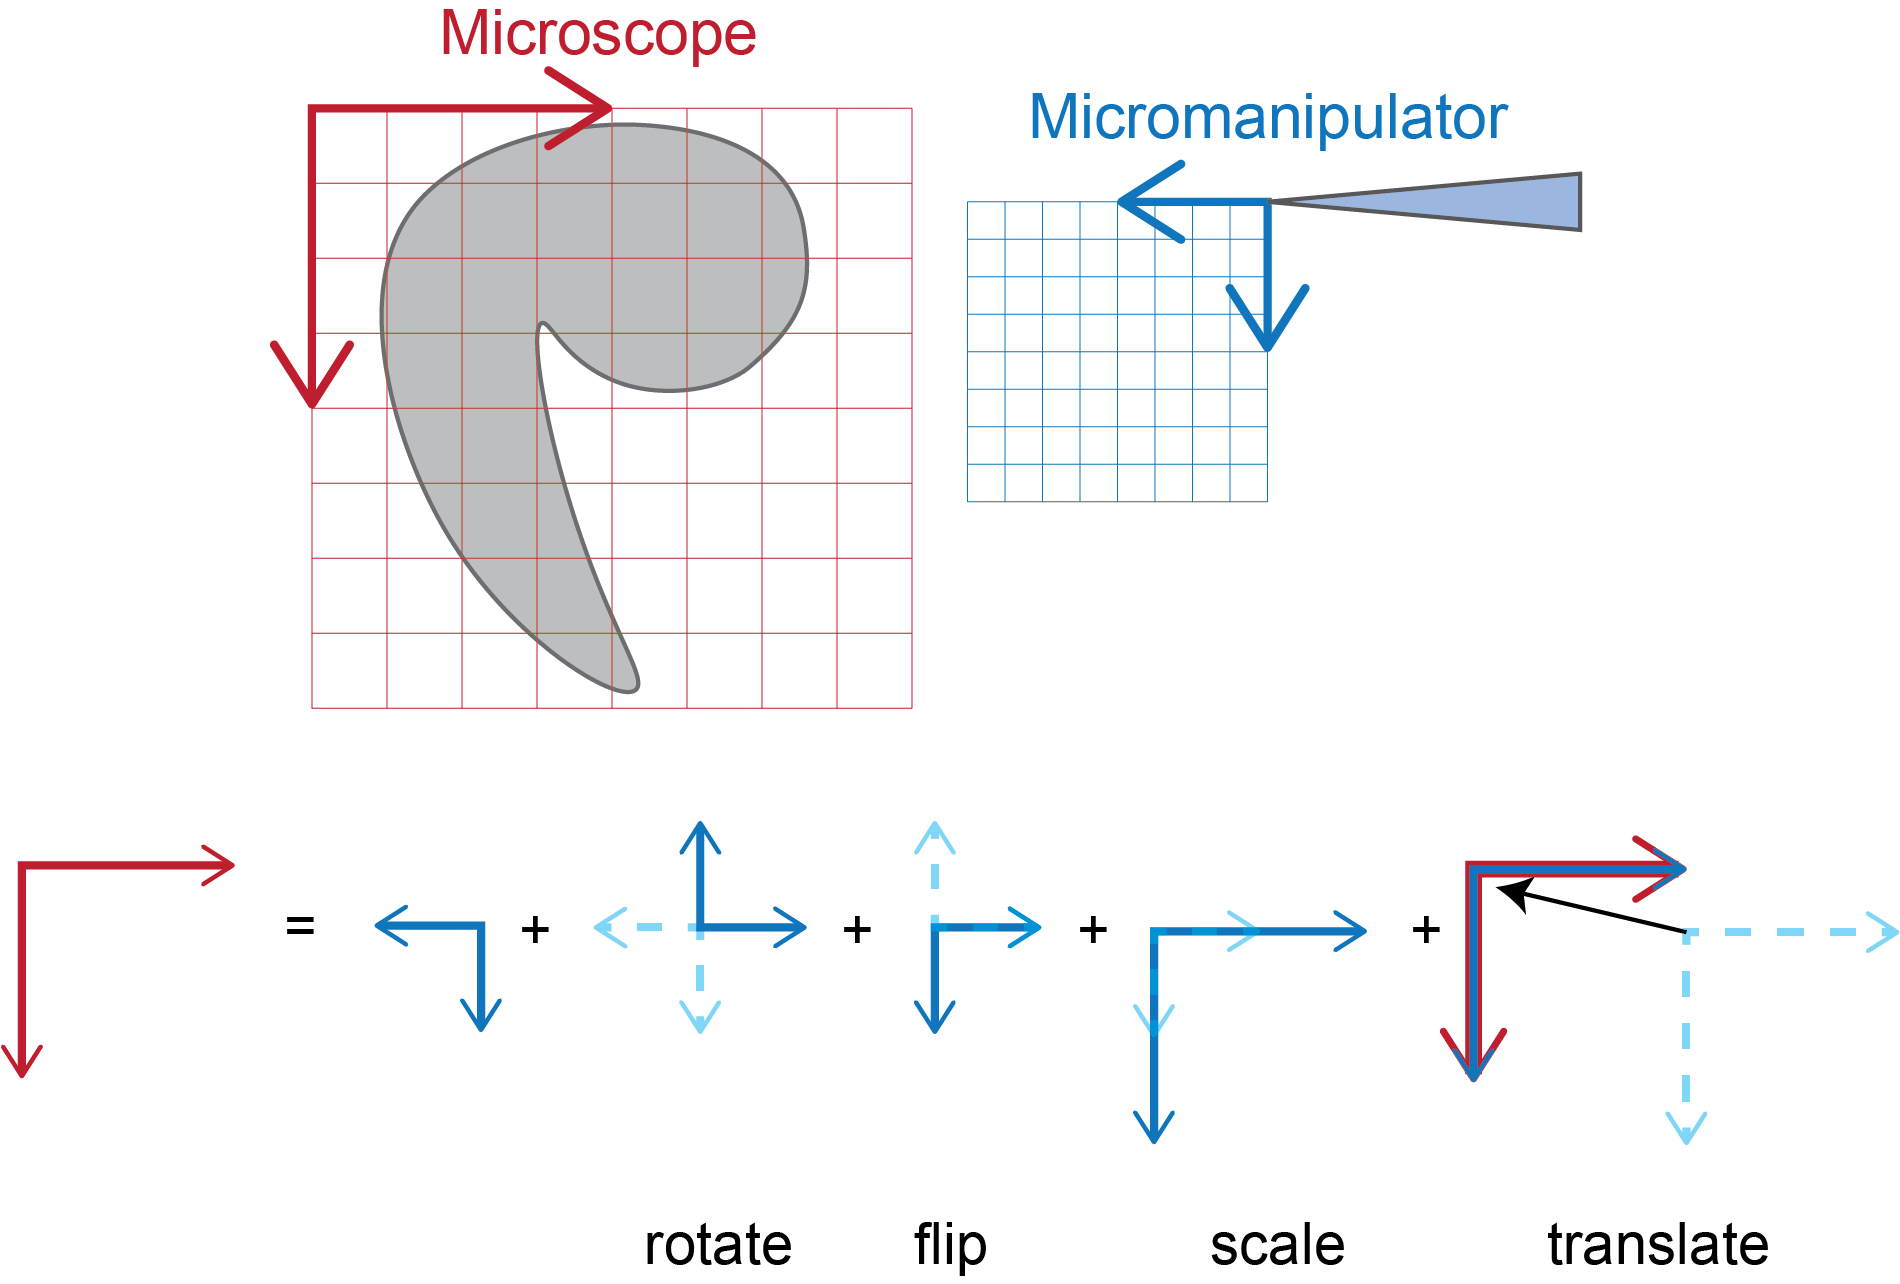 Microscope
Micromanipulator
= + + + +
rotate flip scale translate